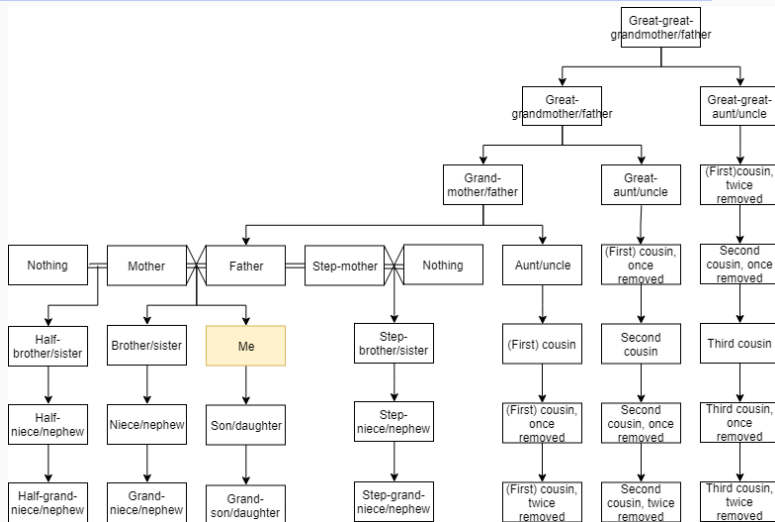 Great-great-
grandmother/father
Great-
grandmother/father
Great-great-
aunt/uncle
Grand-
mother/father
Great-
aunt/uncle
(First)cousin,
twice
removed
Nothing
Mother
Father
Step-mother
Nothing
Aunt/uncle
(First) cousin,
once
removed
Second
cousin, once
removed
Half-
brother/sister
Brother/sister
Me
Step-
brother/sister
(First) cousin
Second
cousin
Third cousin
Half-
niece/nephew
Niece/nephew
Son/daughter
Step-
niece/nephew
(First) cousin,
once
removed
Second
cousin, once
removed
Third cousin,
once
removed
Half-grand-
niece/nephew
Grand-
niece/nephew
Grand-
son/daughter
Step-grand-
niece/nephew
(First) cousin,
twice
removed
Second
cousin, twice
removed
Third cousin,
twice
removed